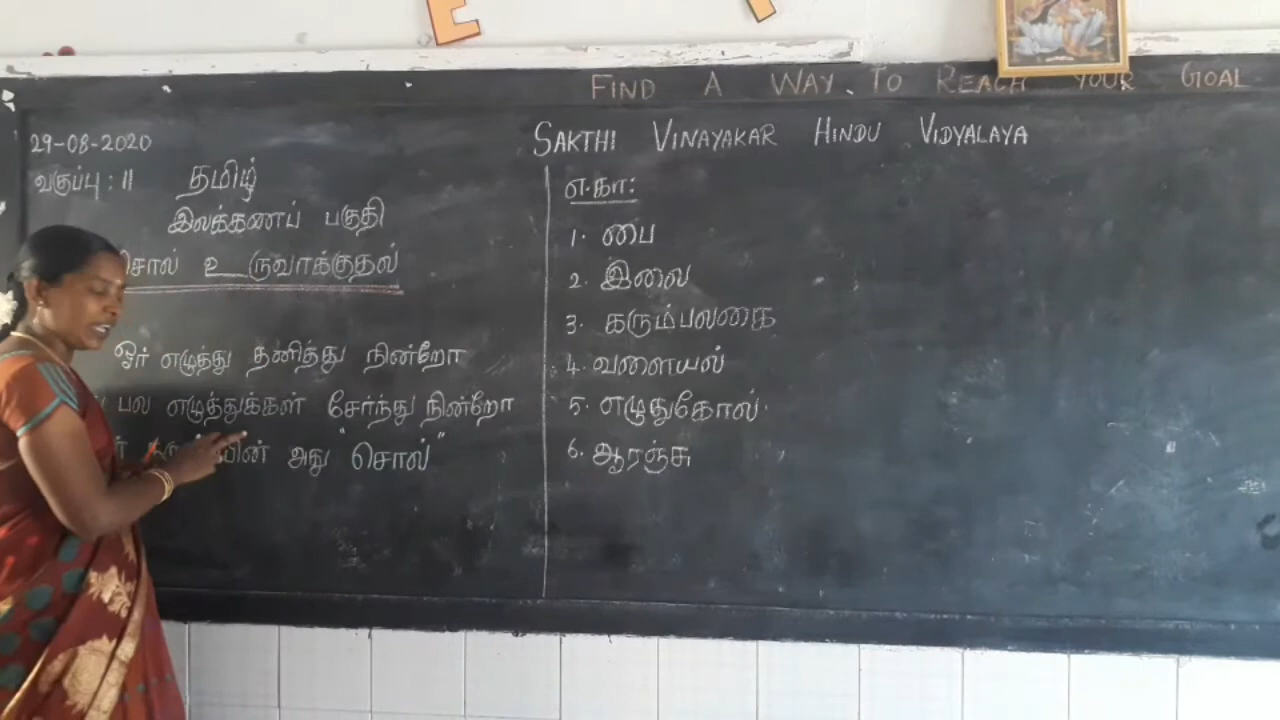 E
FIND A WAY TO REACH YOUR GOAL
SAKTHI VINAYAKAR HINDU VIDYALAYA
29-08-2020
வகுப்பு : II
தமிழ்
இலக்கணப் பகுதி
சொல் உருவாக்குதல்
ஓர் எழுத்து தனித்து நின்றோ
பல எழுத்துக்கள் சேர்ந்து நின்றோ
அது "சொல்"
எ.கா:
1. பை
2. இலை
3. கரும்பலகை
4. வளையல்
5. எழுதுகோல்
6. ஆரஞ்சு